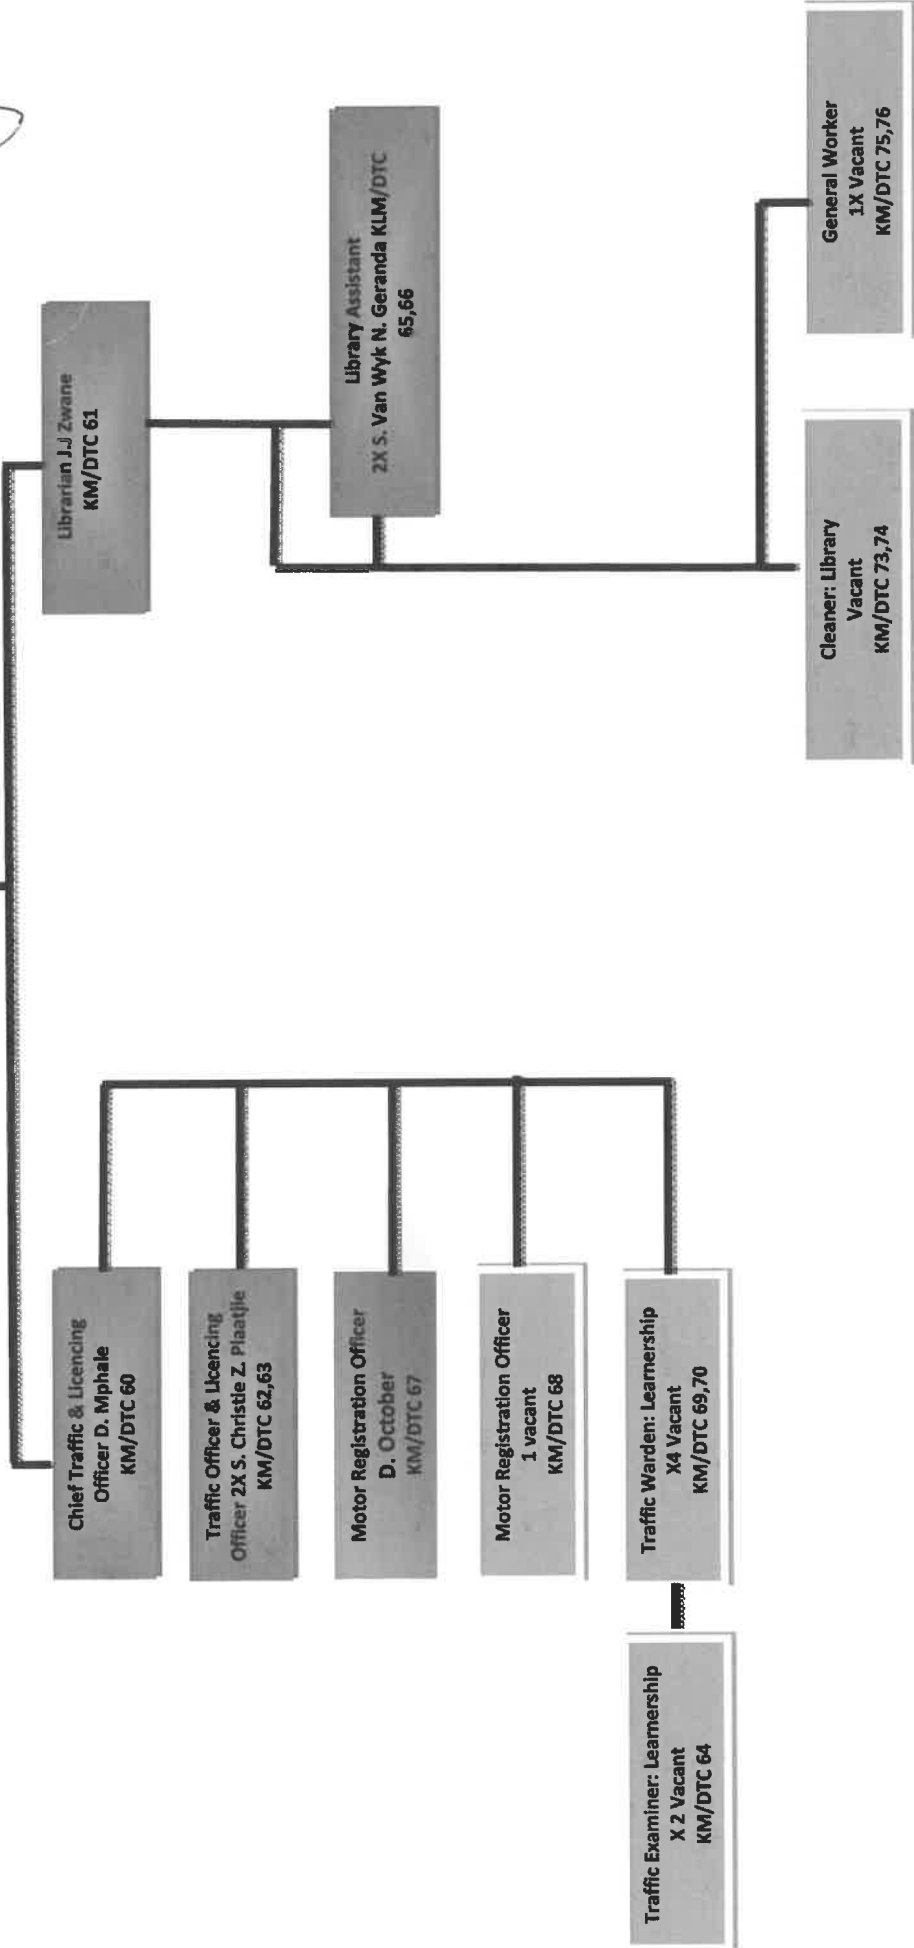 Librarian J.J Zwane
KM/DTC 61
Library Assistant
2X S. Van Wyk N. Geranda KLM/DTC
65,66
Cleaner: Library
Vacant
KM/DTC 73,74
General Worker
1X Vacant
KM/DTC 75,76
Chief Traffic & Licencing
Officer D. Mphale
KM/DTC 60
Traffic Officer & Licencing
Officer 2X S. Christie Z. Plaatjie
KM/DTC 62,63
Motor Registration Officer
D. October
KM/DTC 67
Motor Registration Officer
1 vacant
KM/DTC 68
Traffic Warden: Learnership
X4 Vacant
KM/DTC 69,70
Traffic Examiner: Learnership
X 2 Vacant
KM/DTC 64